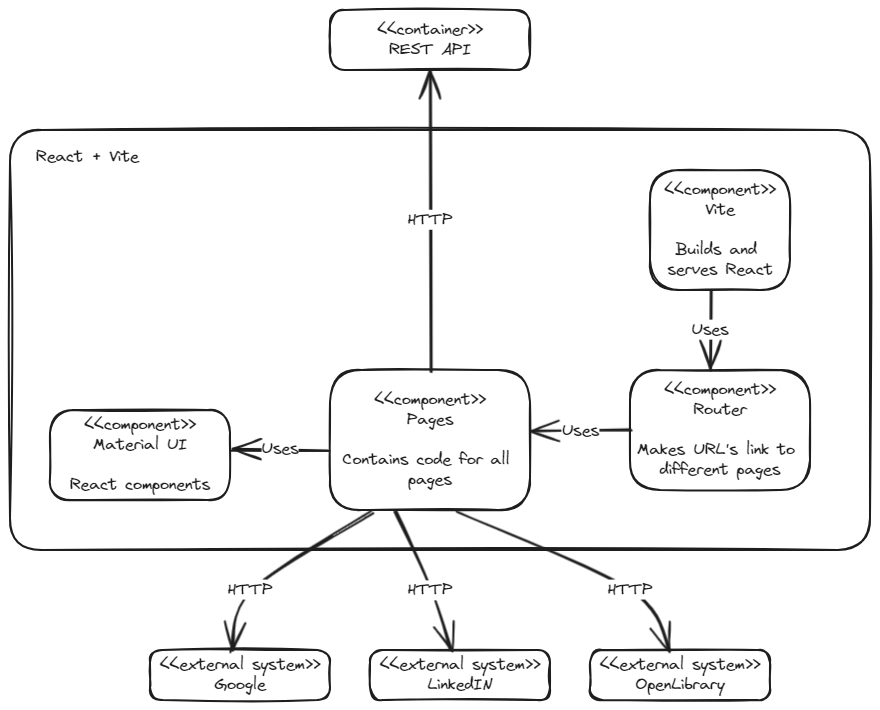 <<container>>
REST API
React + Vite
<<component>>
Vite
Builds and
serves React
HTTP
Uses
<<component>>
Pages
Contains code for all
pages
<<component>>
Router
Makes URL's link to
different pages
Uses
<<component>>
Material UI
React components
Uses
HTTP
HTTP
HTTP
<<external system>>
Google
<<external system>>
LinkedIN
<<external system>>
OpenLibrary